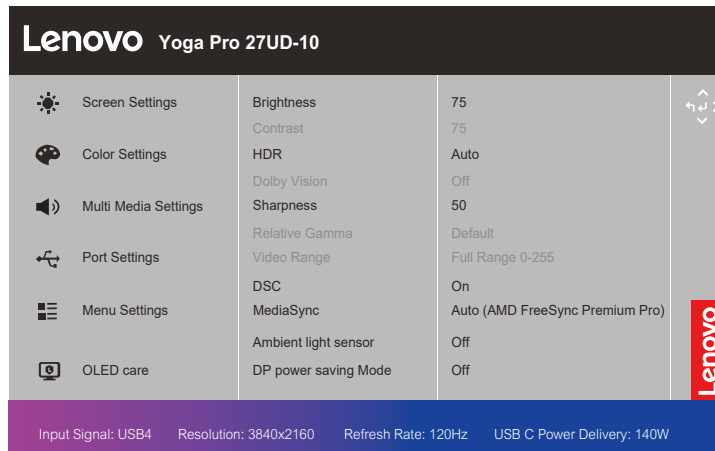 Lenovo Yoga Pro 27UD-10
Screen Settings
Color Settings
Multi Media Settings
Port Settings
Menu Settings
OLED care
Brightness 75
Contrast 75
HDR Auto
Dolby Vision Off
Sharpness 50
Relative Gamma Default
Video Range Full Range 0-255
DSC On
MediaSync Auto (AMD FreeSync Premium Pro)
Ambient light sensor Off
DP power saving Mode Off
Lenovo
Input Signal: USB4 Resolution: 3840x2160 Refresh Rate: 120Hz USB C Power Delivery: 140W